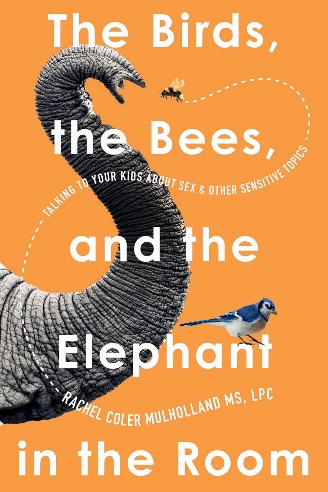 The Birds,
the Bees,
TALKING TO YOUR KIDS ABOUT SEX & OTHER SENSITIVE TOPICS
and the
Elephant
RACHEL COLER MULHOLLAND MS, LPC
in the Room